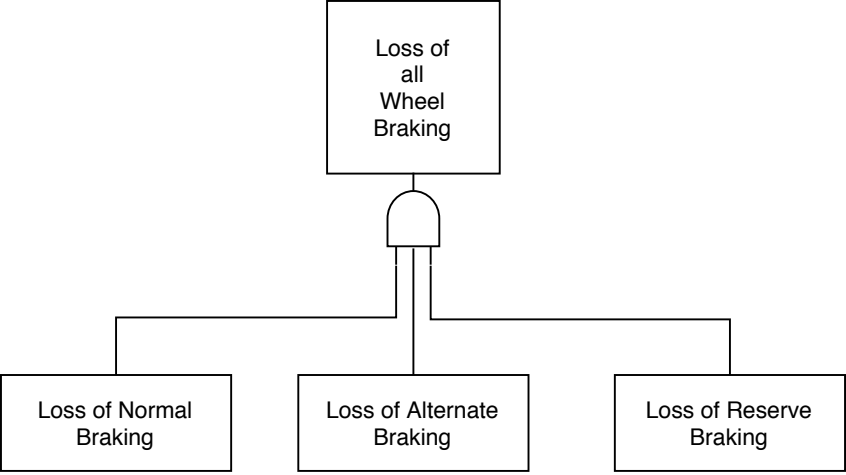 Loss of
all
Wheel
Braking
Loss of Normal
Braking
Loss of Alternate
Braking
Loss of Reserve
Braking